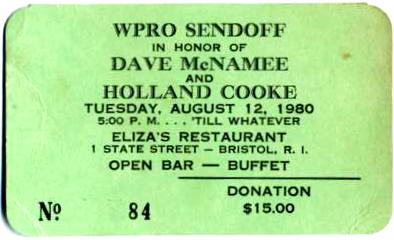 WPRO SENDOFF
IN HONOR OF
DAVE McNAMEE
AND
HOLLAND COOKE
TUESDAY, AUGUST 12, 1980
5:00 P. M. . . . 'TILL WHATEVER
ELIZA'S RESTAURANT
1 STATE STREET — BRISTOL, R. I.
OPEN BAR — BUFFET
DONATION
Nº 84 $15.00